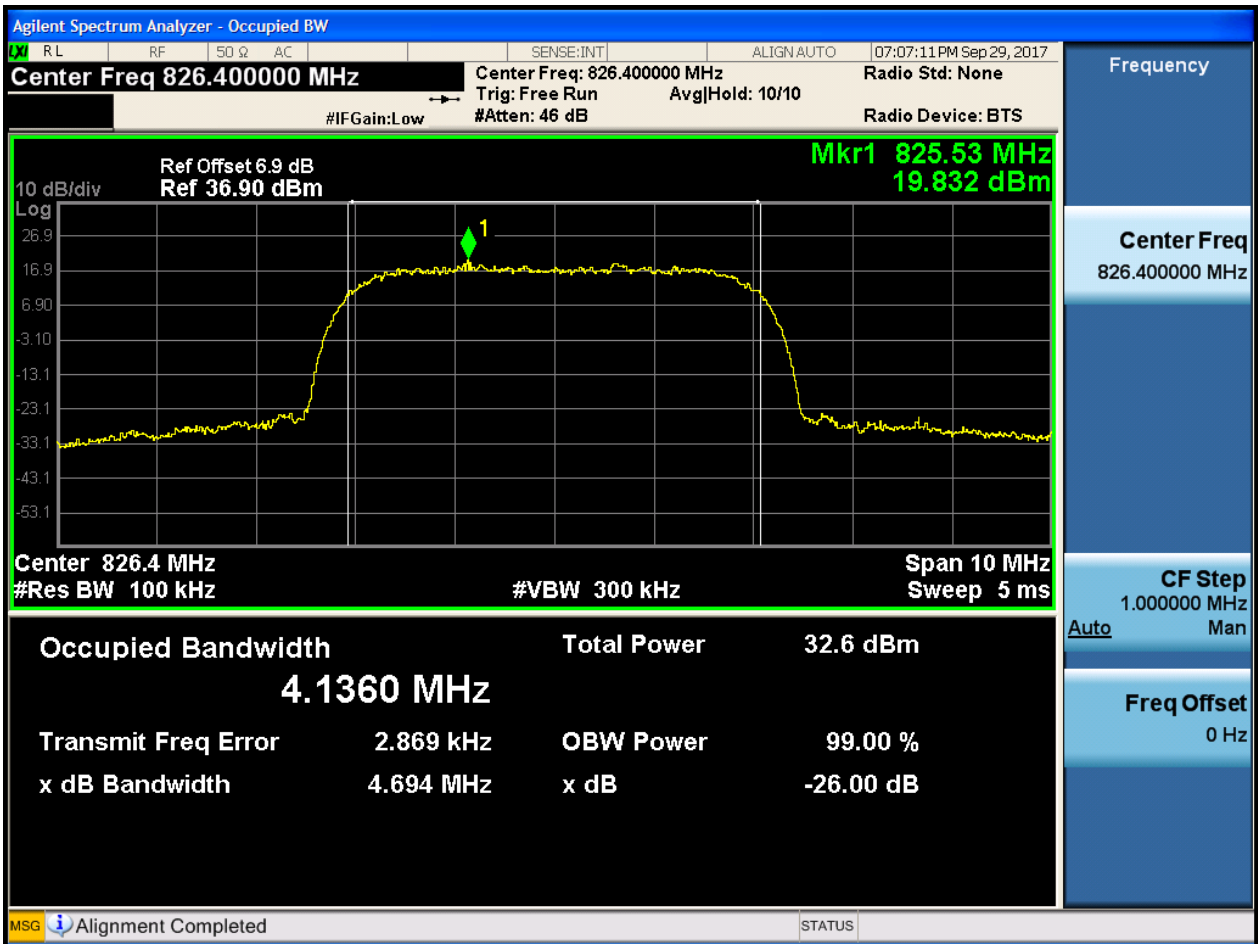 Agilent Spectrum Analyzer - Occupied BW
LXI RL RF 50 Ω AC SENSE:INT ALIGN AUTO 07:07:11 PM Sep 29, 2017
Center Freq 826.400000 MHz
Center Freq: 826.400000 MHz
Radio Std: None
Trig: Free Run Avg|Hold: 10/10
#IFGain:Low
#Atten: 46 dB
Radio Device: BTS
Ref Offset 6.9 dB
Mkr1 825.53 MHz
10 dB/div Ref 36.90 dBm
19.832 dBm
Log
1
26.9
16.9
6.90
-3.10
-13.1
-23.1
-33.1
-43.1
-53.1
Center 826.4 MHz
Span 10 MHz
#Res BW 100 kHz
#VBW 300 kHz
Sweep 5 ms
Occupied Bandwidth
Total Power 32.6 dBm
4.1360 MHz
Transmit Freq Error 2.869 kHz
OBW Power 99.00 %
x dB Bandwidth 4.694 MHz
x dB -26.00 dB
Frequency
Center Freq
826.400000 MHz
CF Step
1.000000 MHz
Auto Man
Freq Offset
0 Hz
MSG Alignment Completed
STATUS